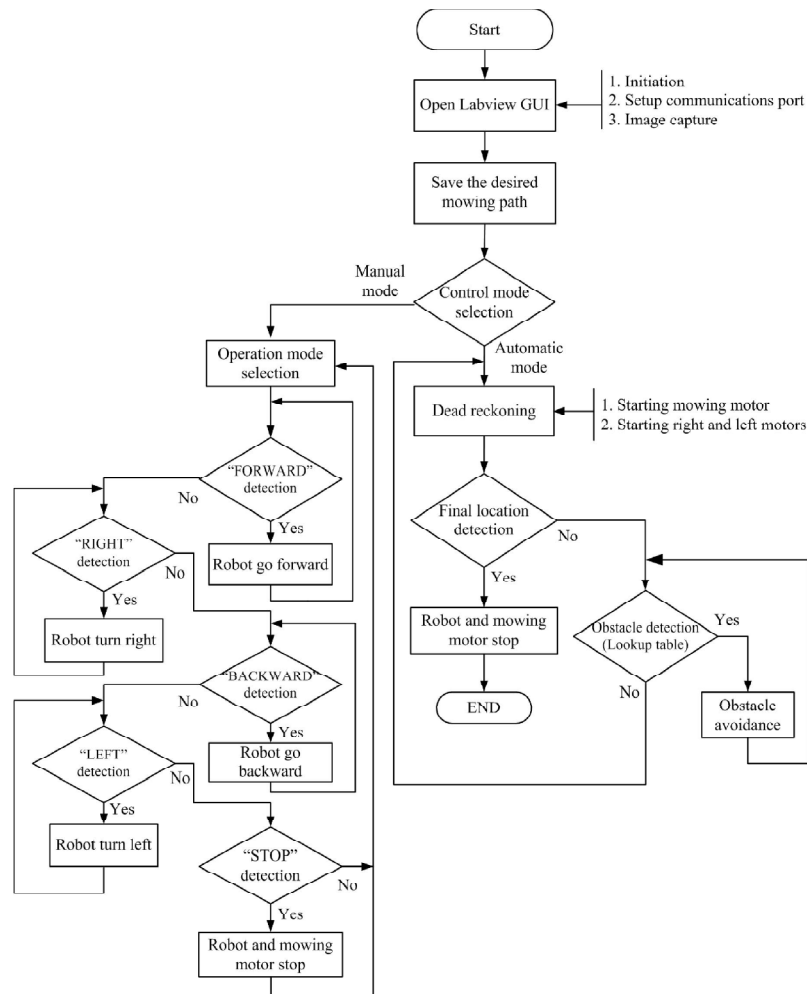 Start
Open Labview GUI
1. Initiation
2. Setup communications port
3. Image capture
Save the desired
mowing path
Manual
mode
Control mode
selection
Operation mode
selection
Automatic
mode
Dead reckoning
1. Starting mowing motor
2. Starting right and left motors
“FORWARD”
detection
No
Yes
Robot go forward
“RIGHT”
detection
No
Yes
Robot turn right
“BACKWARD”
detection
No
Yes
Robot go
backward
“LEFT”
detection
No
Yes
Robot turn left
“STOP”
detection
No
Yes
Robot and mowing
motor stop
Final location
detection
No
Yes
Robot and mowing
motor stop
END
Obstacle detection
(Lookup table)
Yes
No
Obstacle
avoidance